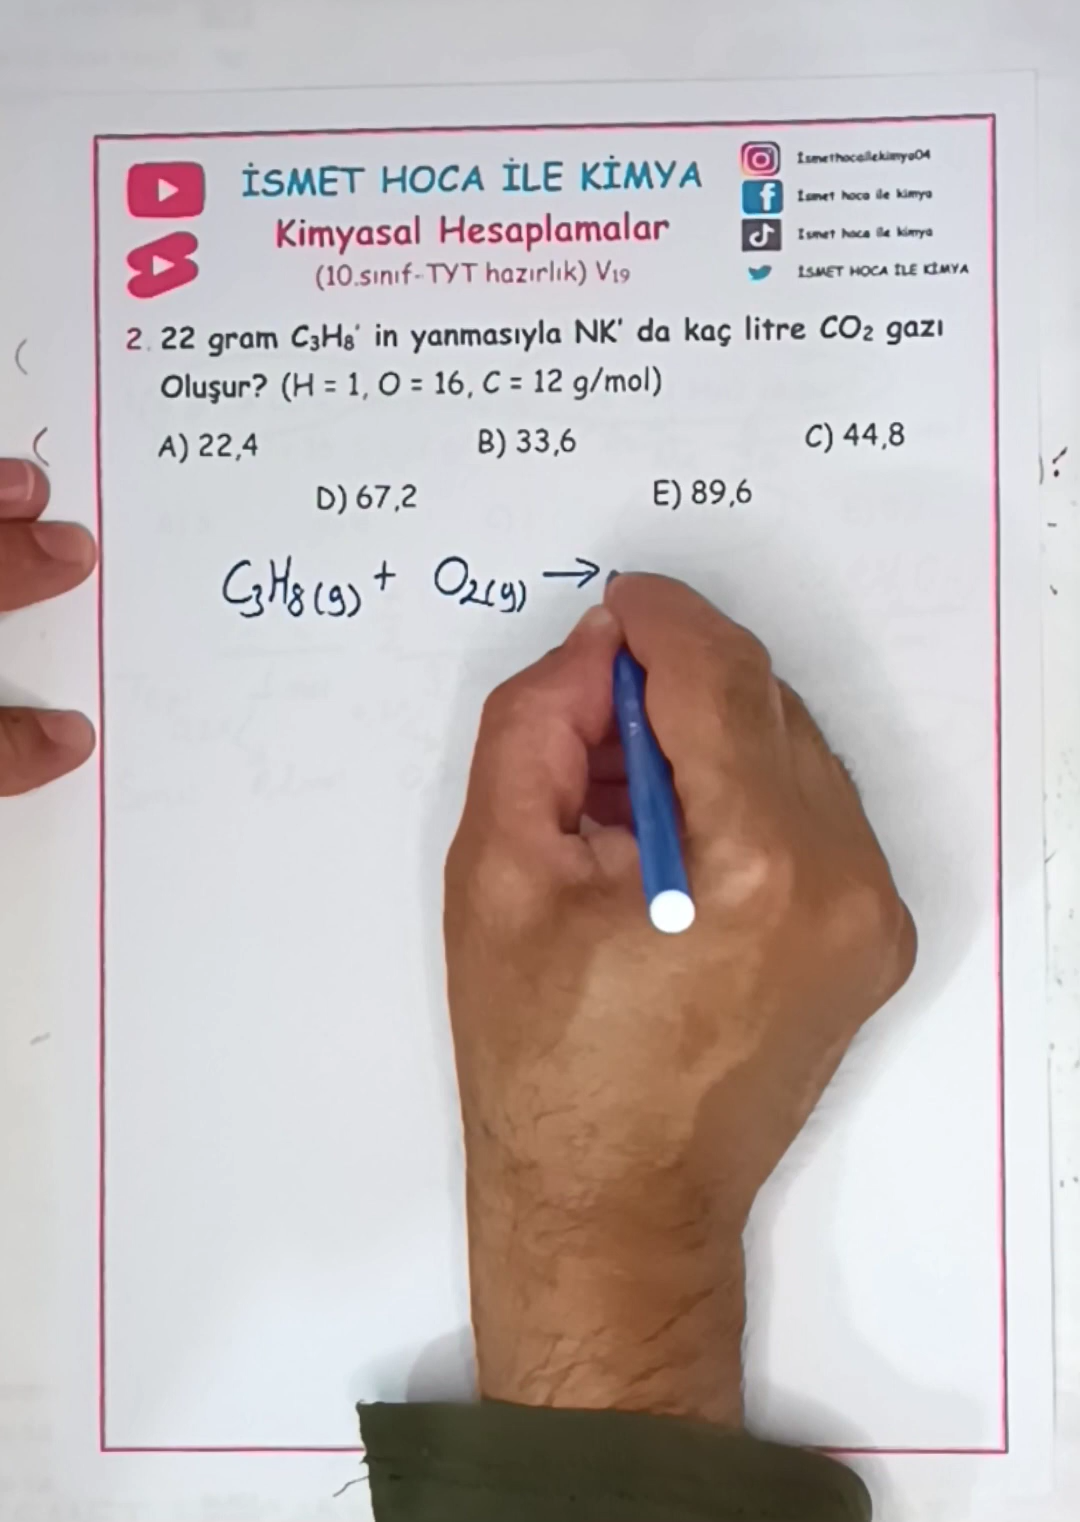 İSMET HOCA İLE KİMYA
Kimyasal Hesaplamalar
(10.sınıf-TYT hazırlık) V19
İsmethocailekimya04
İsmet hoca ile kimya
İsmet hoca ile kimya
İSMET HOCA İLE KİMYA
2. 22 gram C₃H₈' in yanmasıyla NK' da kaç litre CO₂ gazı
Oluşur? (H = 1, O = 16, C = 12 g/mol)
A) 22,4 B) 33,6 C) 44,8
D) 67,2 E) 89,6
C₃H₈(g) + O₂(g) →